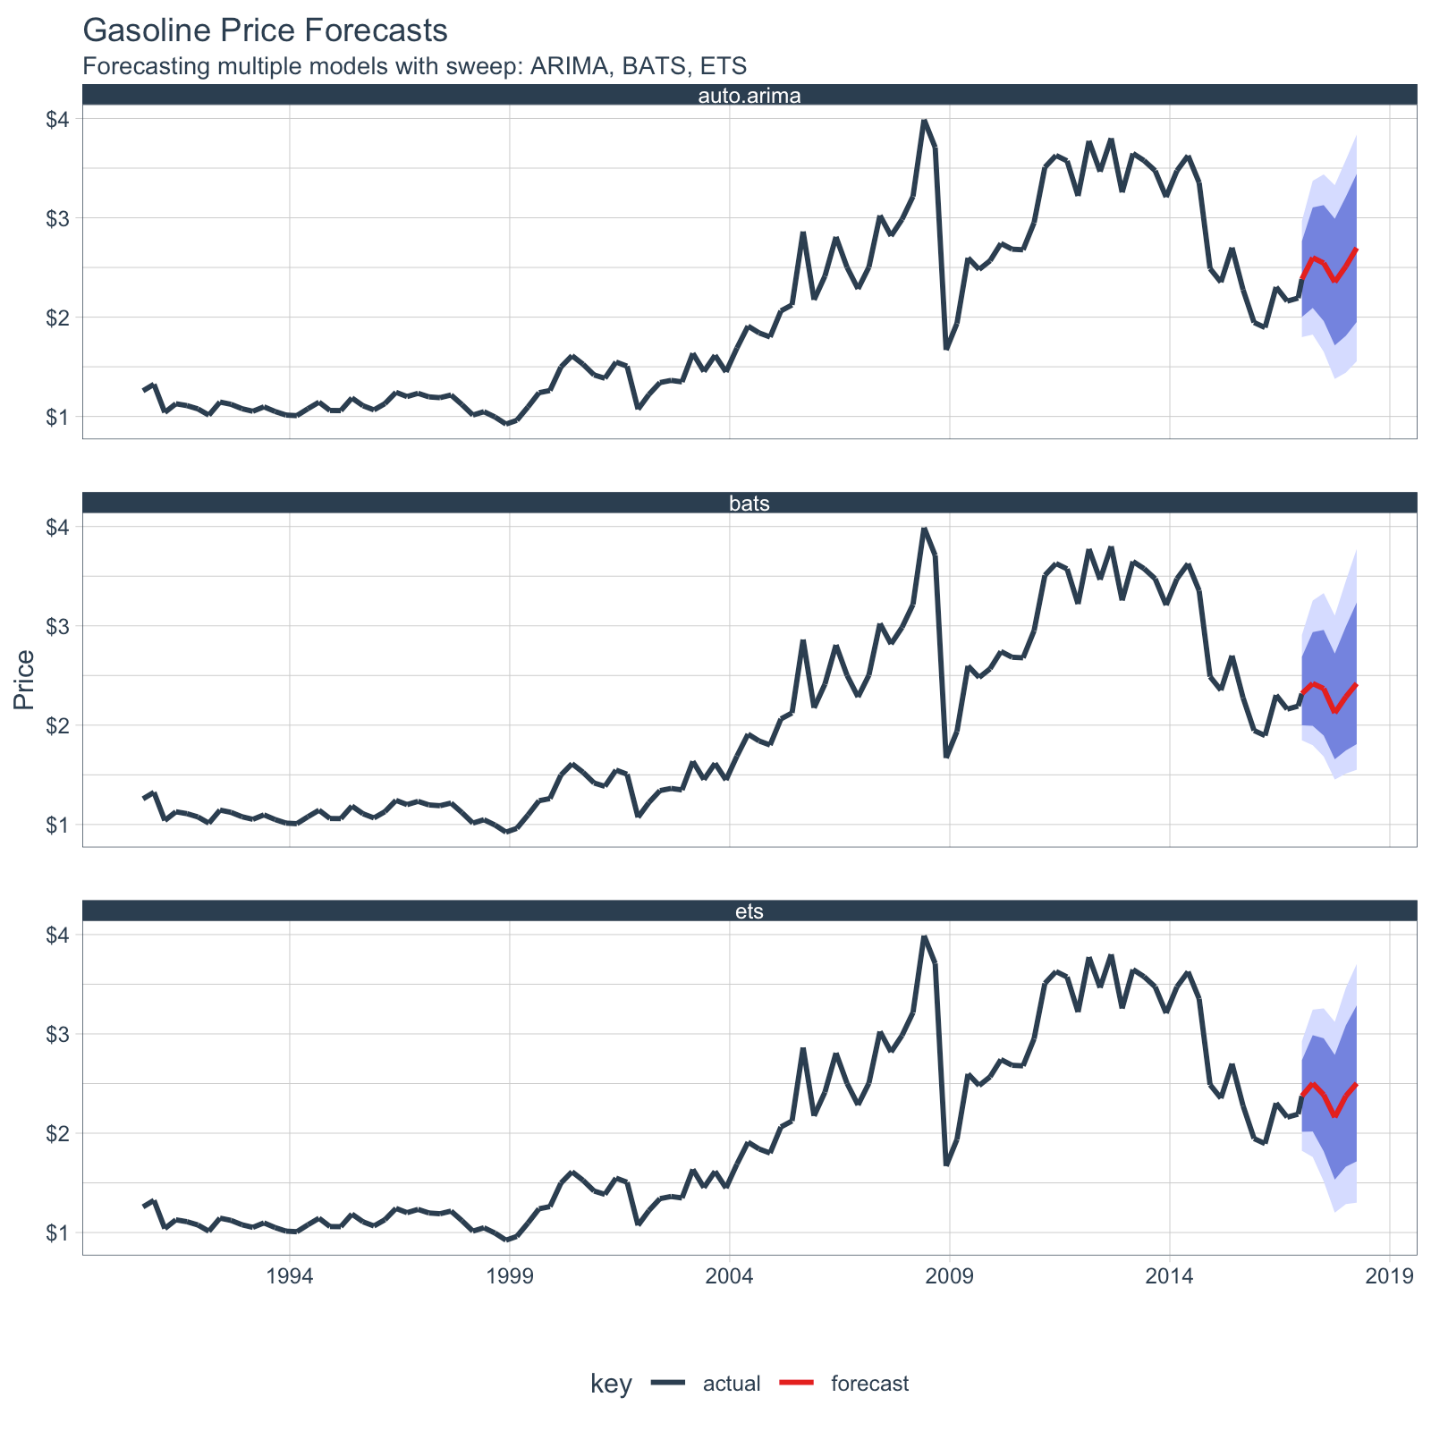 Gasoline Price Forecasts
Forecasting multiple models with sweep: ARIMA, BATS, ETS
auto.arima
$4
$3
$2
$1
bats
$4
$3
$2
$1
Price
ets
$4
$3
$2
$1
1994 1999 2004 2009 2014 2019
key actual forecast